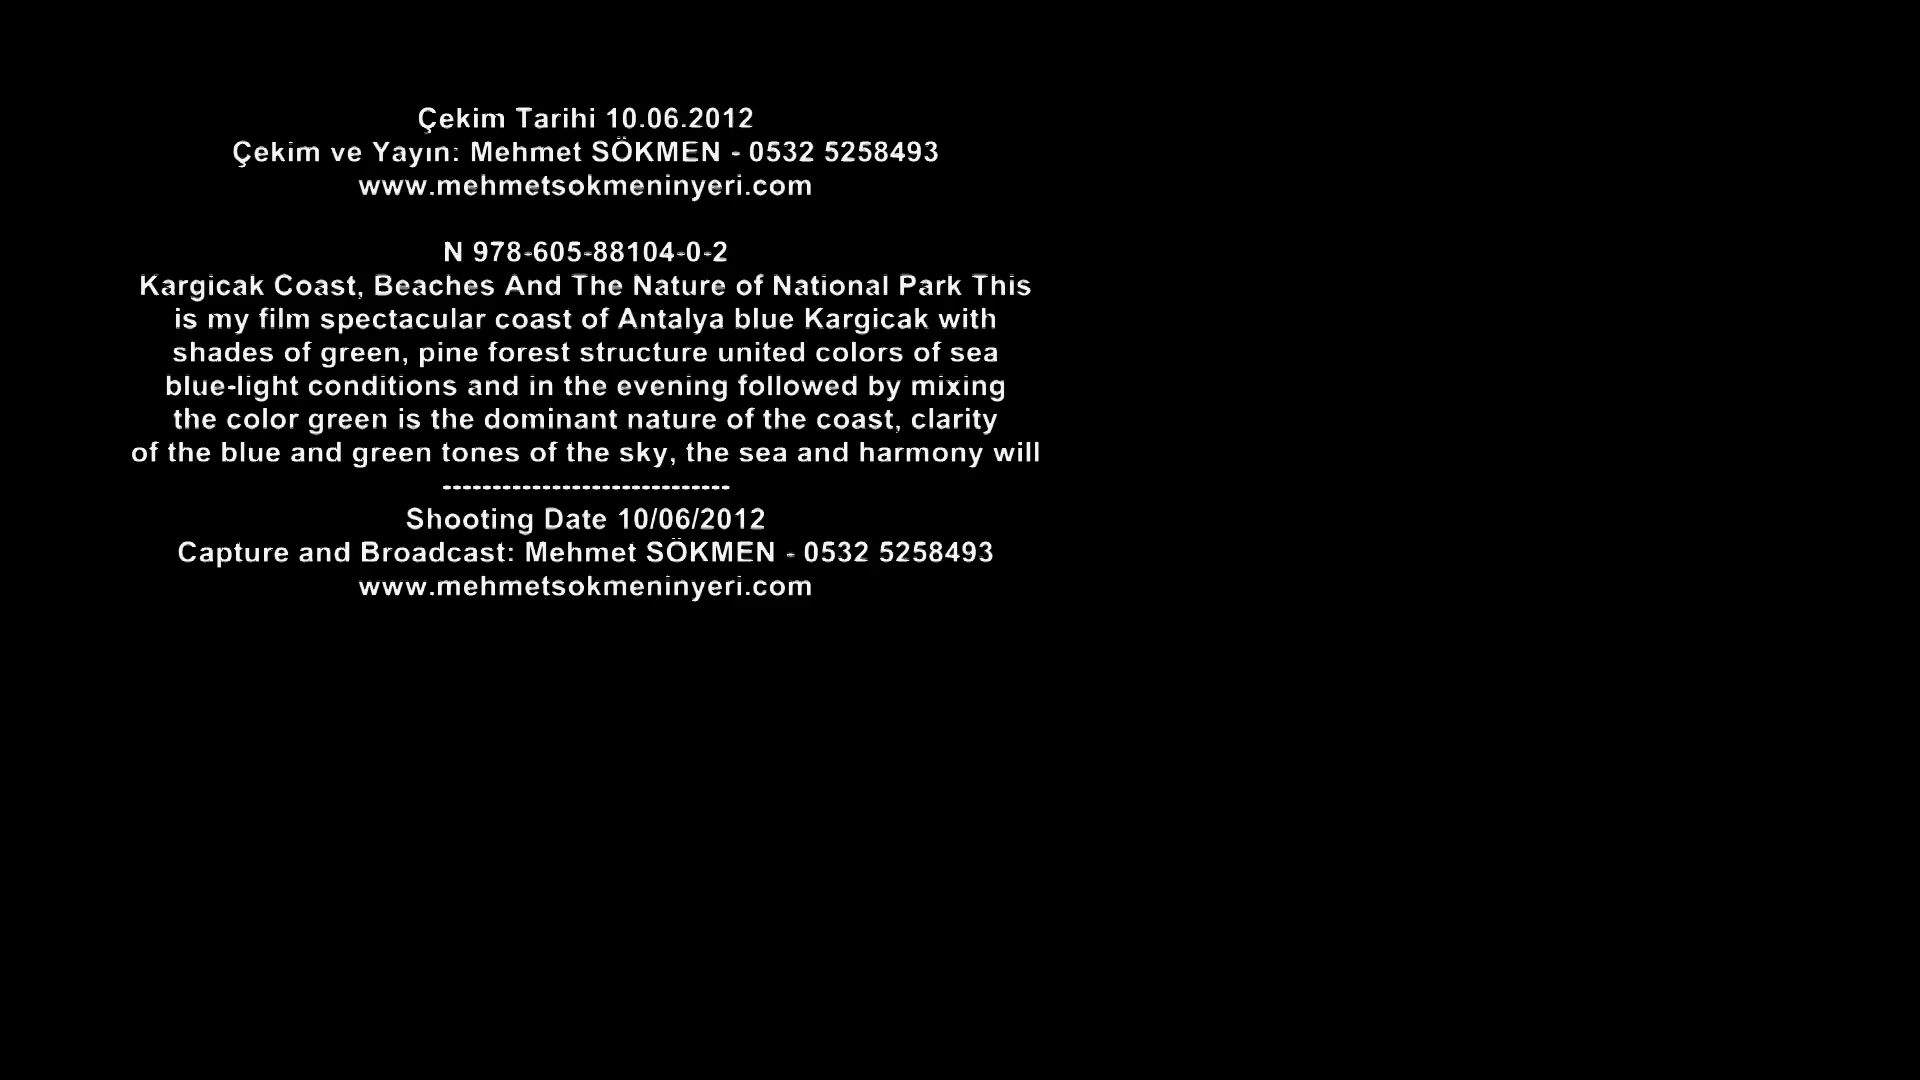 Çekim Tarihi 10.06.2012
Çekim ve Yayın: Mehmet SÖKMEN - 0532 5258493
www.mehmetsokmeninyeri.com
N 978-605-88104-0-2
Kargicak Coast, Beaches And The Nature of National Park This
is my film spectacular coast of Antalya blue Kargicak with
shades of green, pine forest structure united colors of sea
blue-light conditions and in the evening followed by mixing
the color green is the dominant nature of the coast, clarity
of the blue and green tones of the sky, the sea and harmony will
-----------------------------
Shooting Date 10/06/2012
Capture and Broadcast: Mehmet SÖKMEN - 0532 5258493
www.mehmetsokmeninyeri.com